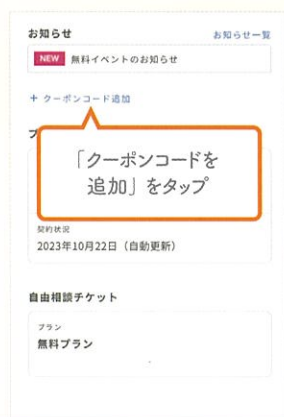 お知らせ
お知らせ一覧
NEW 無料イベントのお知らせ
+ クーポンコード追加
プ
「クーポンコードを
追加」をタップ
契約状況
2023年10月22日（自動更新）
自由相談チケット
プラン
無料プラン